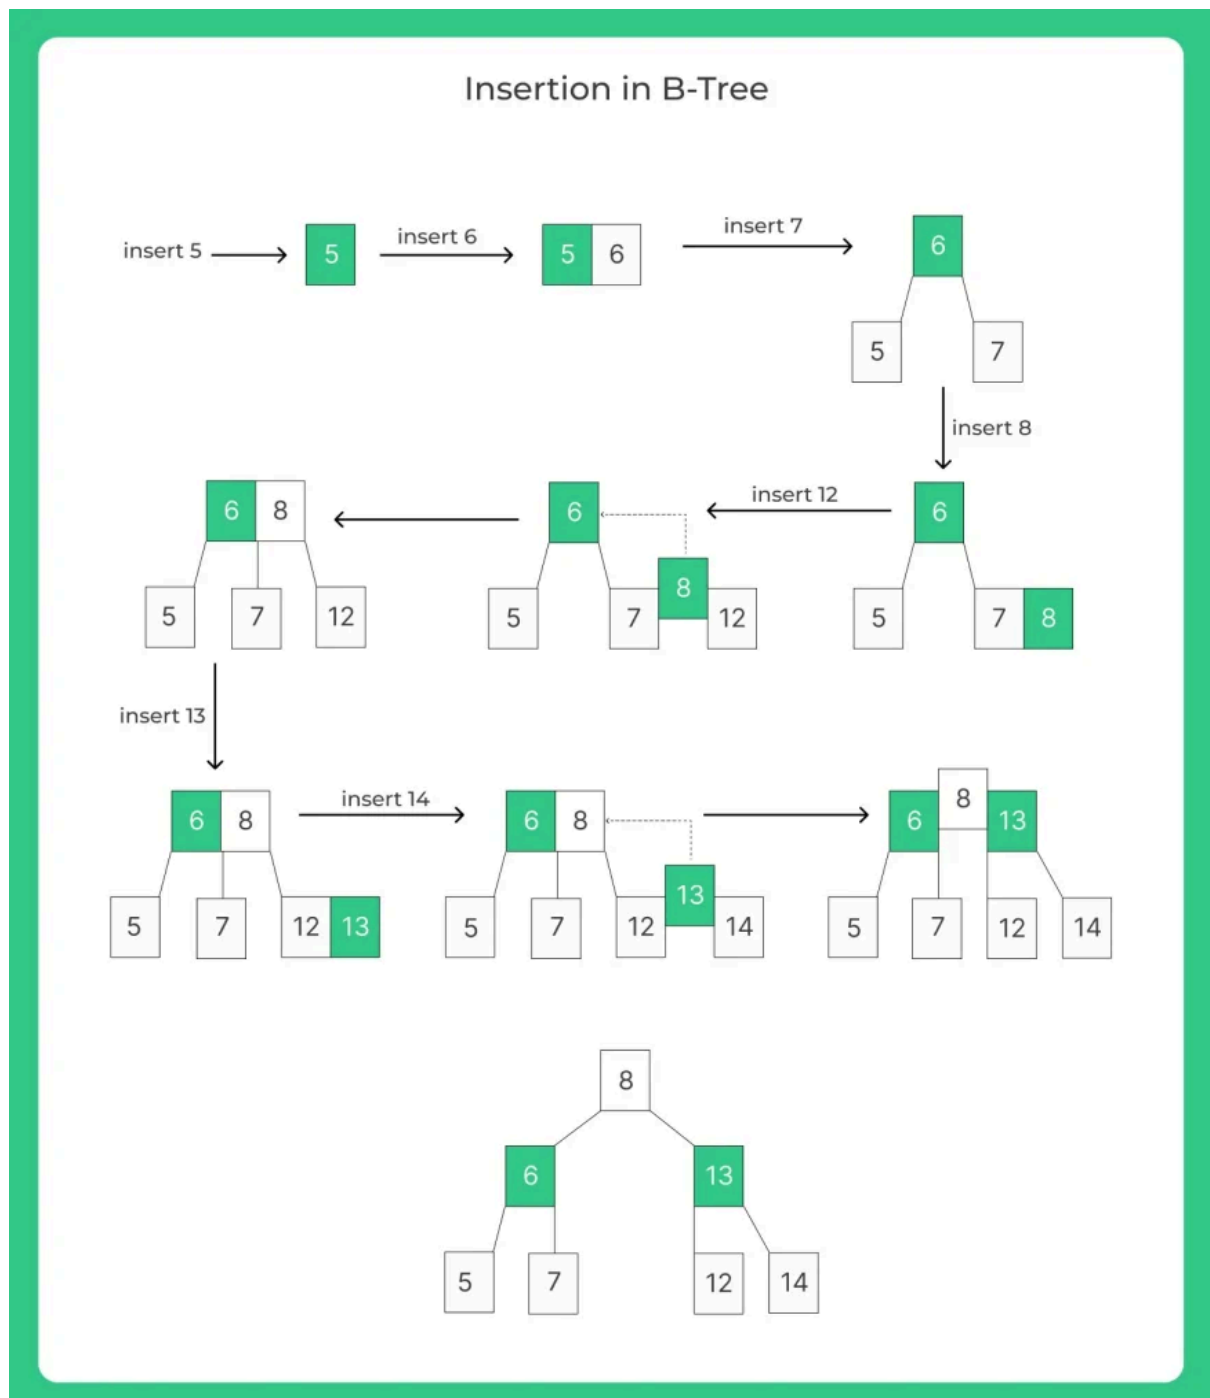 Insertion in B-Tree
insert 5
5
insert 6
5 6
insert 7
6
5 7
insert 8
6
5 7 8
insert 12
6
8
5 7 12
6 8
5 7 12
insert 13
6 8
5 7 12 13
insert 14
6 8
13
5 7 12 14
8
6 13
5 7 12 14
8
6 13
5 7 12 14